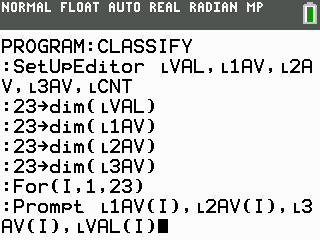 NORMAL FLOAT AUTO REAL RADIAN MP
PROGRAM:CLASSIFY
:SetUpEditor ʟVAL,ʟ1AV,ʟ2A
V,ʟ3AV,ʟCNT
:23→dim(ʟVAL)
:23→dim(ʟ1AV)
:23→dim(ʟ2AV)
:23→dim(ʟ3AV)
:For(I,1,23)
:Prompt ʟ1AV(I),ʟ2AV(I),ʟ3
AV(I),ʟVAL(I)